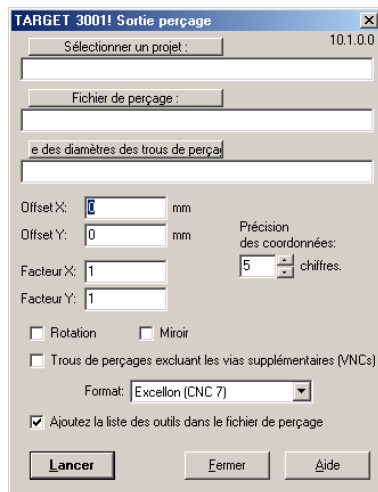 TARGET 3001! Sortie perçage
10.1.0.0
Sélectionner un projet :
Fichier de perçage :
e des diamètres des trous de perça
Offset X: 0 mm
Offset Y: 0 mm
Précision
des coordonnées:
5 chiffres.
Facteur X: 1
Facteur Y: 1
Rotation Miroir
Trous de perçages excluant les vias supplémentaires (VNCs)
Format: Excellon (CNC 7)
Ajoutez la liste des outils dans le fichier de perçage
Lancer Fermer Aide